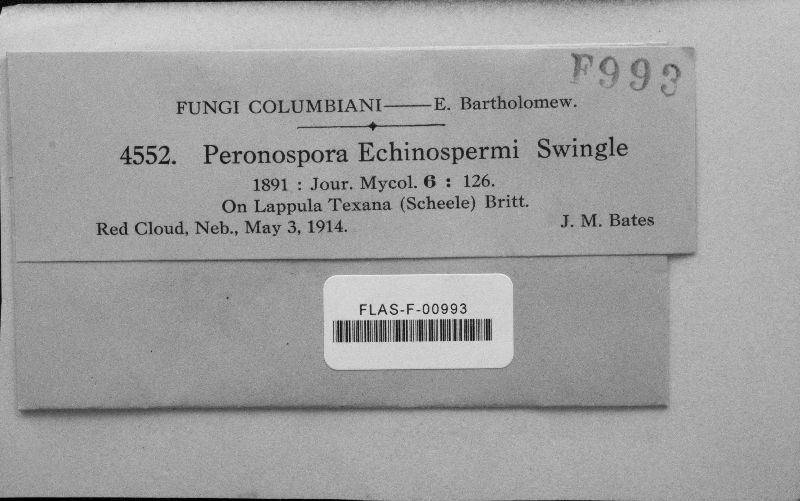 F993
FUNGI COLUMBIANI——E. Bartholomew.
4552. Peronospora Echinospermi Swingle
1891 : Jour. Mycol. 6 : 126.
On Lappula Texana (Scheele) Britt.
Red Cloud, Neb., May 3, 1914. J. M. Bates
FLAS-F-00993